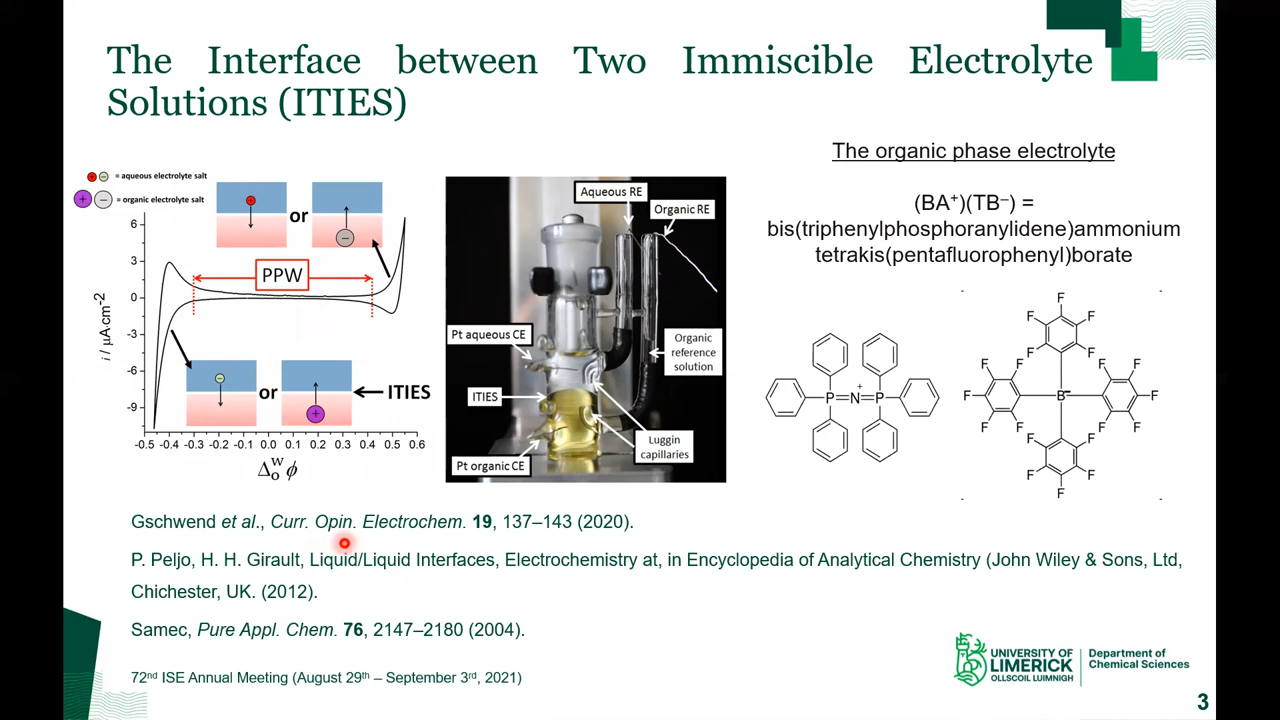 The Interface between Two Immiscible Electrolyte
Solutions (ITIES)
= aqueous electrolyte salt
= organic electrolyte salt
+ −
+ −
or
PPW
6
3
0
-3
-6
-9
i / µA·cm-2
− or + ITIES
-0.5 -0.4 -0.3 -0.2 -0.1 0.0 0.1 0.2 0.3 0.4 0.5 0.6
Δ w o ϕ
Aqueous RE
Organic RE
Pt aqueous CE
Organic
reference
solution
ITIES
Luggin
capillaries
Pt organic CE
The organic phase electrolyte
(BA⁺)(TB⁻) =
bis(triphenylphosphoranylidene)ammonium
tetrakis(pentafluorophenyl)borate
P=N=P
+
B−
F F F F F F F F F F F F F F F F F F F F
Gschwend et al., Curr. Opin. Electrochem. 19, 137–143 (2020).
P. Peljo, H. H. Girault, Liquid/Liquid Interfaces, Electrochemistry at, in Encyclopedia of Analytical Chemistry (John Wiley & Sons, Ltd,
Chichester, UK. (2012).
Samec, Pure Appl. Chem. 76, 2147–2180 (2004).
72nd ISE Annual Meeting (August 29th – September 3rd, 2021)
UNIVERSITY OF
LIMERICK
OLLSCOIL LUIMNIGH
Department of
Chemical Sciences
3